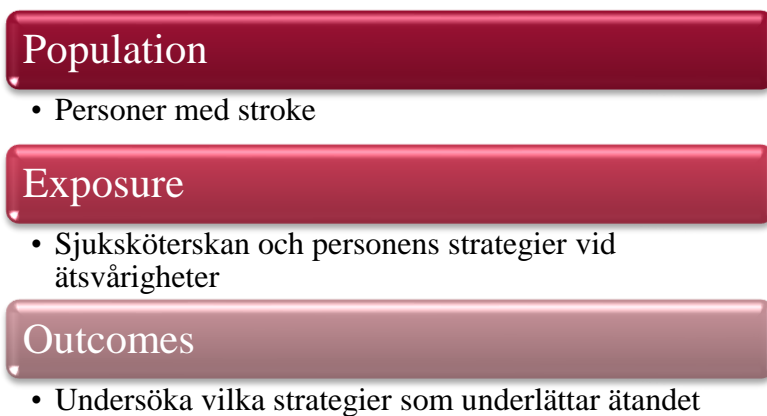 Population
• Personer med stroke
Exposure
• Sjuksköterskan och personens strategier vid
ätsvårigheter
Outcomes
• Undersöka vilka strategier som underlättar ätandet